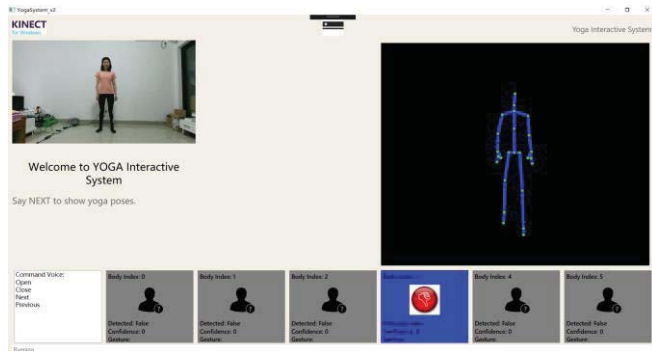 YogaSystem_v2
KINECT
for Windows
Yoga Interactive System
Welcome to YOGA Interactive
System
Say NEXT to show yoga poses.
Command Voice:
Open
Close
Next
Previous
Body Index: 0
Detected: False
Confidence: 0
Gesture:
Body Index: 1
Detected: False
Confidence: 0
Gesture:
Body Index: 2
Detected: False
Confidence: 0
Gesture:
Body Index: 4
Detected: False
Confidence: 0
Gesture:
Body Index: 5
Detected: False
Confidence: 0
Gesture:
Running